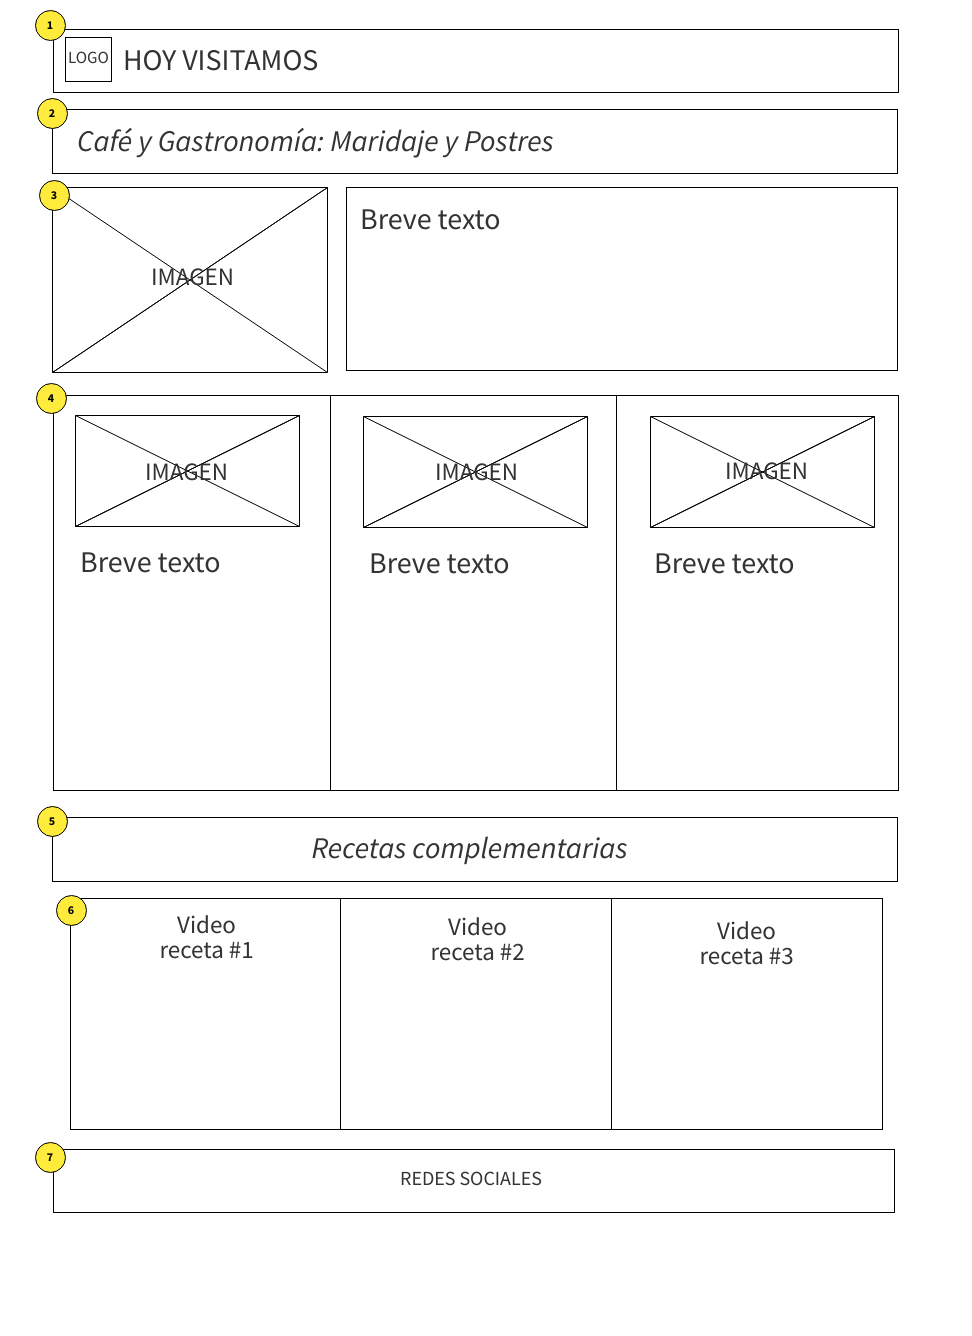 1
LOGO
HOY VISITAMOS
2
Café y Gastronomía: Maridaje y Postres
3
IMAGEN
Breve texto
4
IMAGEN
IMAGEN
IMAGEN
Breve texto
Breve texto
Breve texto
5
Recetas complementarias
6
Video
receta #1
Video
receta #2
Video
receta #3
7
REDES SOCIALES